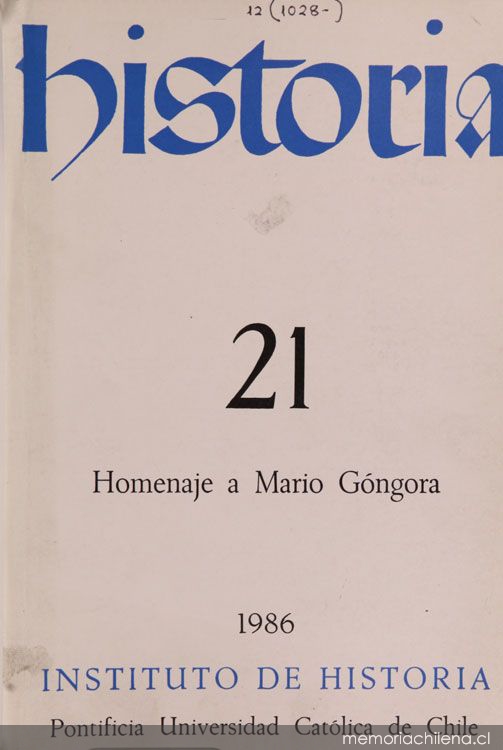 12 (1028-)
historia
21
Homenaje a Mario Góngora
1986
INSTITUTO DE HISTORIA
Pontificia Universidad Católica de Chile
memoriachilena.cl